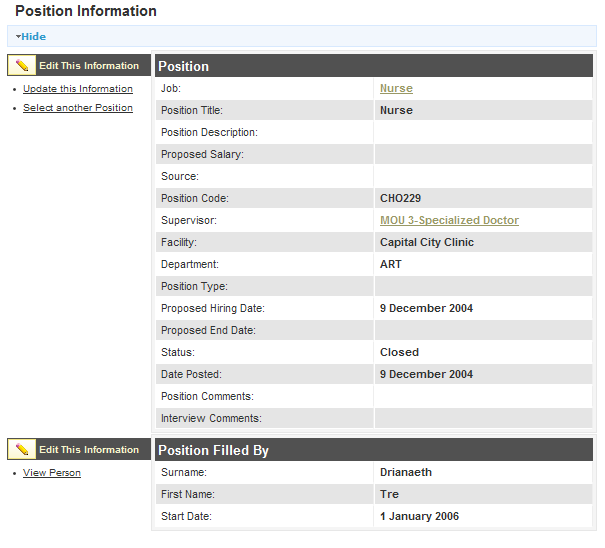 Position Information
Hide
Edit This Information
Update this Information
Select another Position
Position
Job: Nurse
Position Title: Nurse
Position Description:
Proposed Salary:
Source:
Position Code: CHO229
Supervisor: MOU 3-Specialized Doctor
Facility: Capital City Clinic
Department: ART
Position Type:
Proposed Hiring Date: 9 December 2004
Proposed End Date:
Status: Closed
Date Posted: 9 December 2004
Position Comments:
Interview Comments:
Edit This Information
View Person
Position Filled By
Surname: Drianaeth
First Name: Tre
Start Date: 1 January 2006